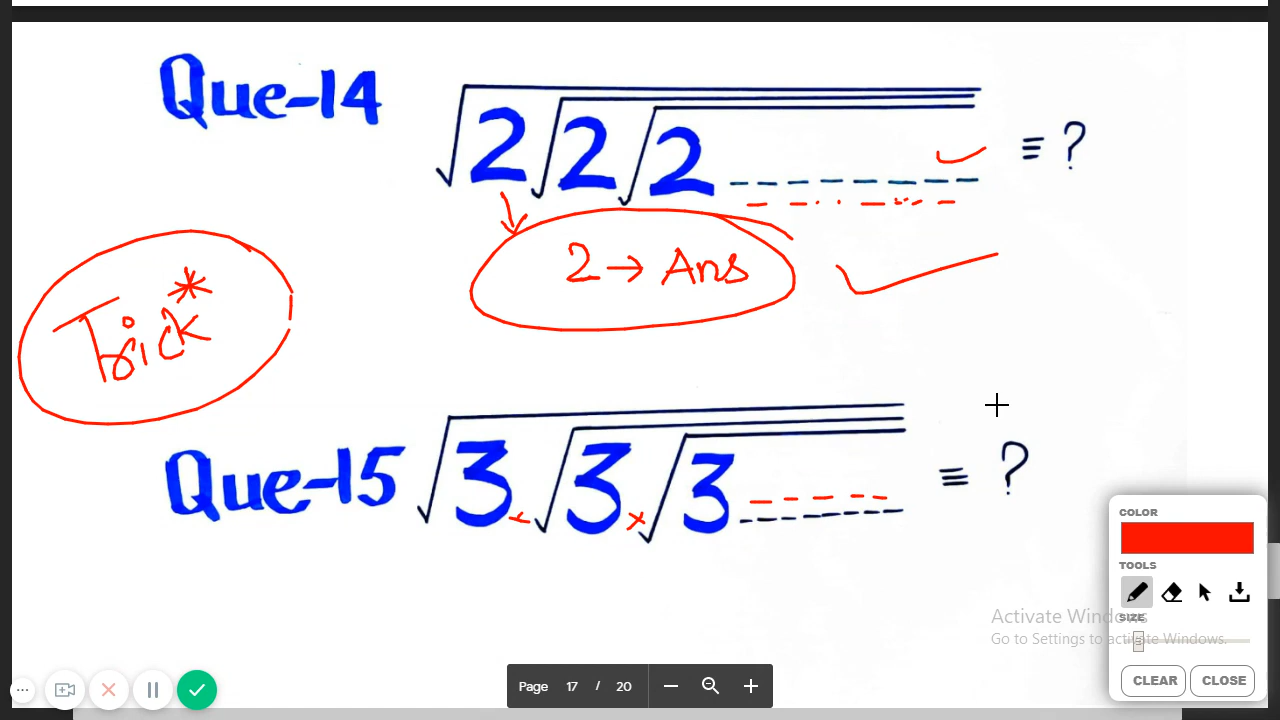 Que-14 √2√2√2 -------- ≡ ?
2 → Ans
Trick *
Que-15 √3 × √3 × √3 ------- ≡ ?
COLOR
TOOLS
SIZE
Activate Windows
Go to Settings to activate Windows.
CLEAR CLOSE
Page 17 / 20